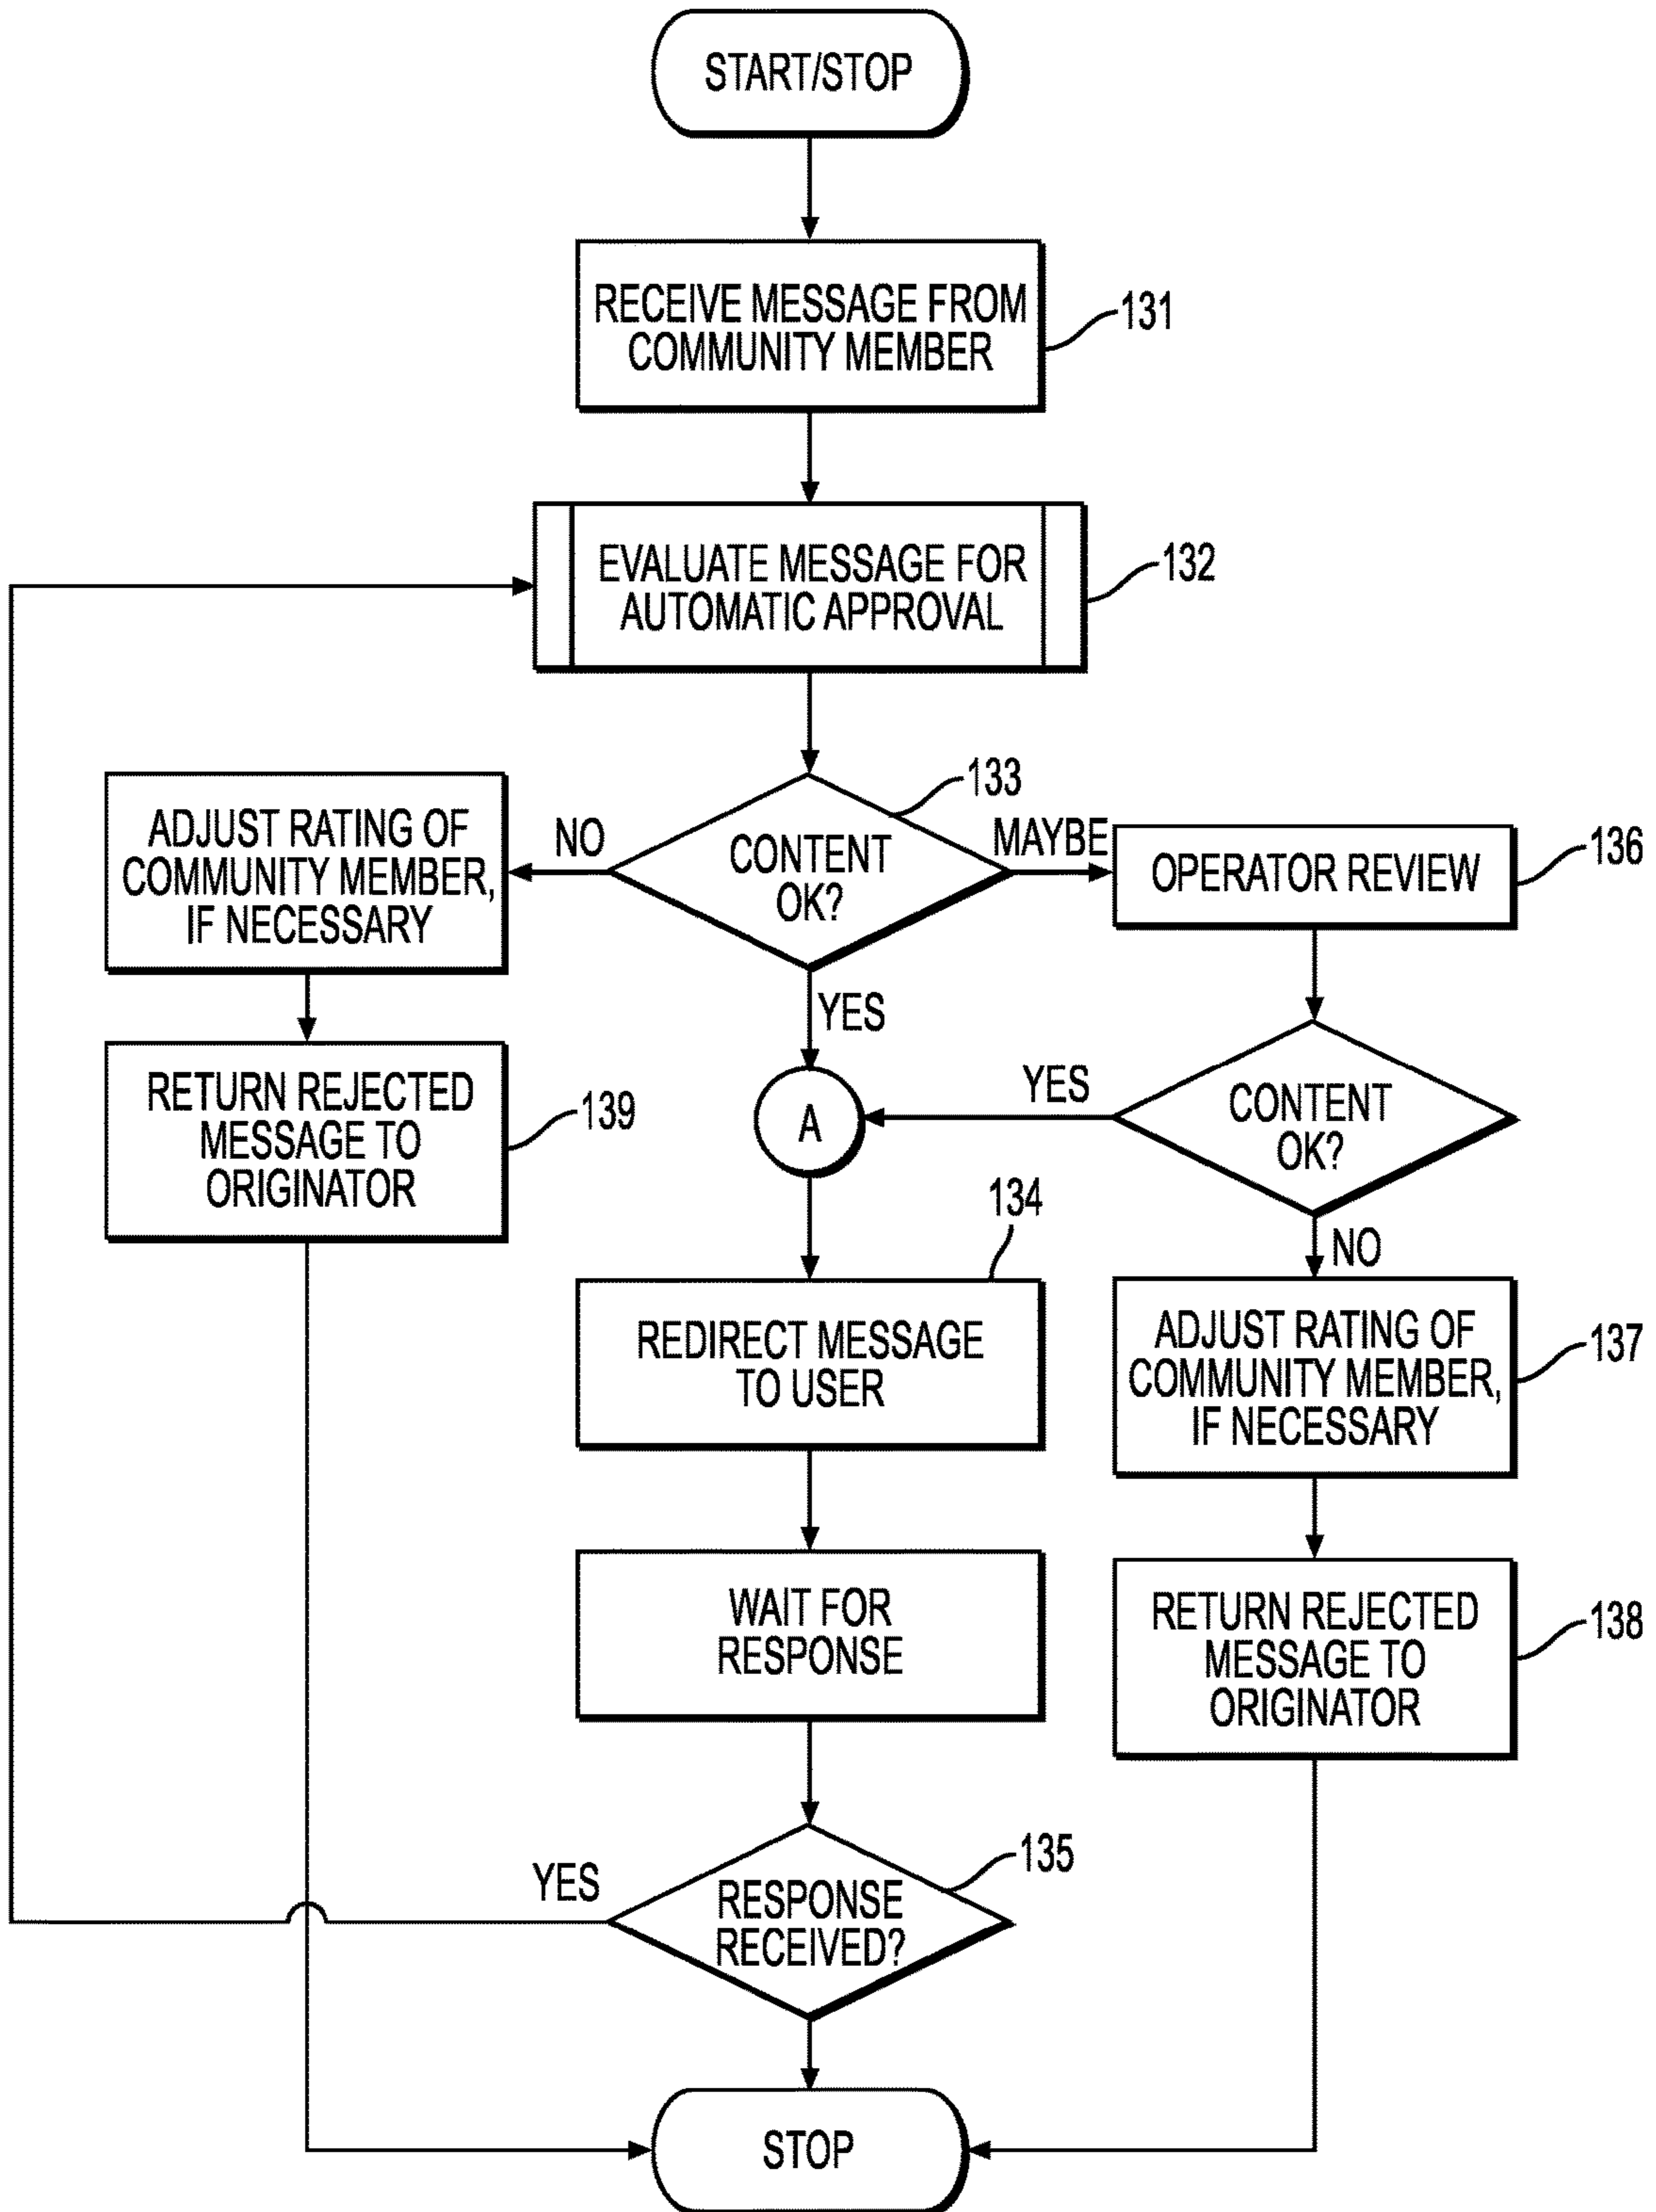 START/STOP
RECEIVE MESSAGE FROM
COMMUNITY MEMBER
131
EVALUATE MESSAGE FOR
AUTOMATIC APPROVAL
132
133
CONTENT
OK?
NO
MAYBE
YES
ADJUST RATING OF
COMMUNITY MEMBER,
IF NECESSARY
RETURN REJECTED
MESSAGE TO
ORIGINATOR
139
OPERATOR REVIEW
136
CONTENT
OK?
YES
NO
A
134
REDIRECT MESSAGE
TO USER
ADJUST RATING OF
COMMUNITY MEMBER,
IF NECESSARY
137
WAIT FOR
RESPONSE
RETURN REJECTED
MESSAGE TO
ORIGINATOR
138
135
RESPONSE
RECEIVED?
YES
STOP